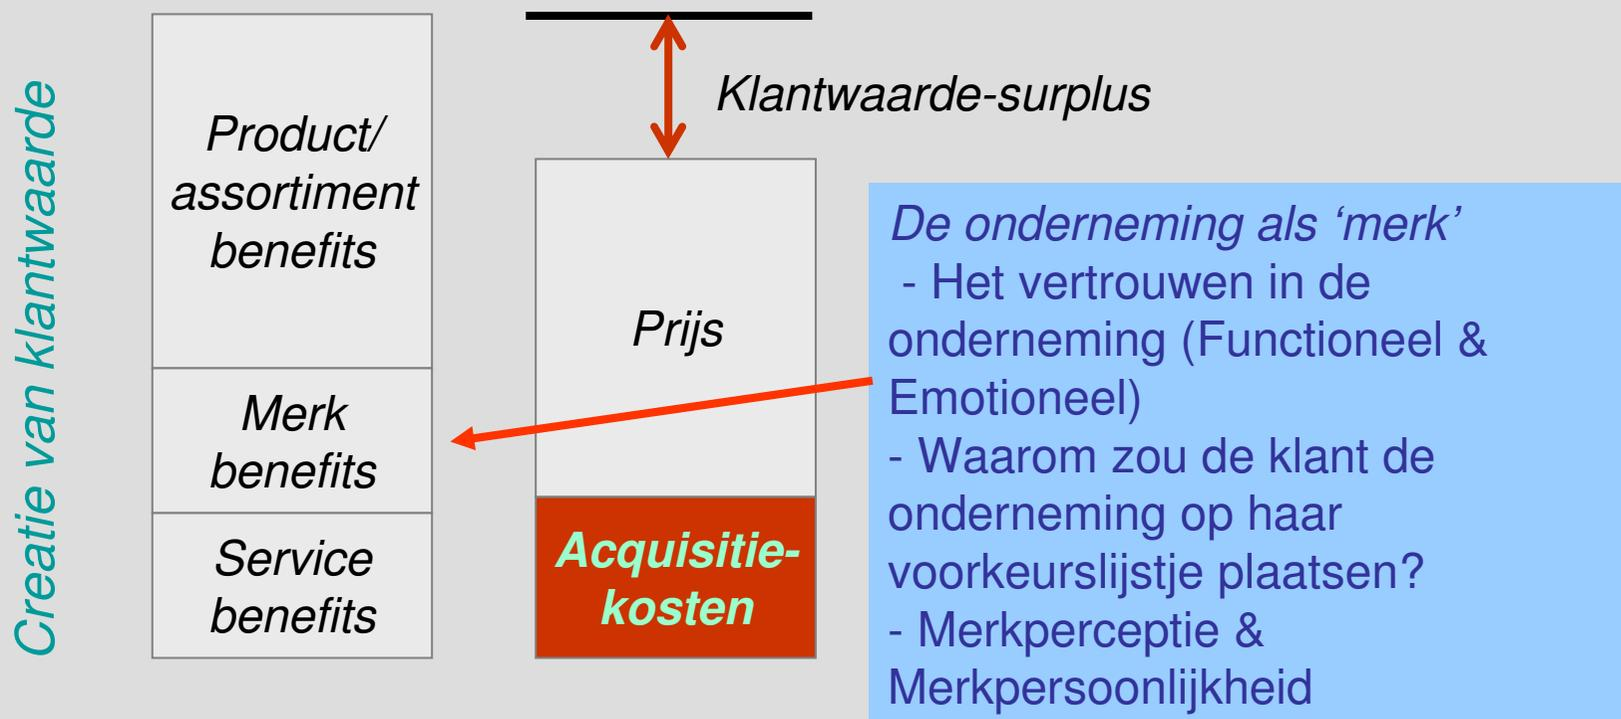 Creatie van klantwaarde
Product/
assortiment
benefits
Merk
benefits
Service
benefits
Klantwaarde-surplus
Prijs
Acquisitie-
kosten
De onderneming als ‘merk’
- Het vertrouwen in de
onderneming (Functioneel &
Emotioneel)
- Waarom zou de klant de
onderneming op haar
voorkeurslijstje plaatsen?
- Merkperceptie &
Merkpersoonlijkheid